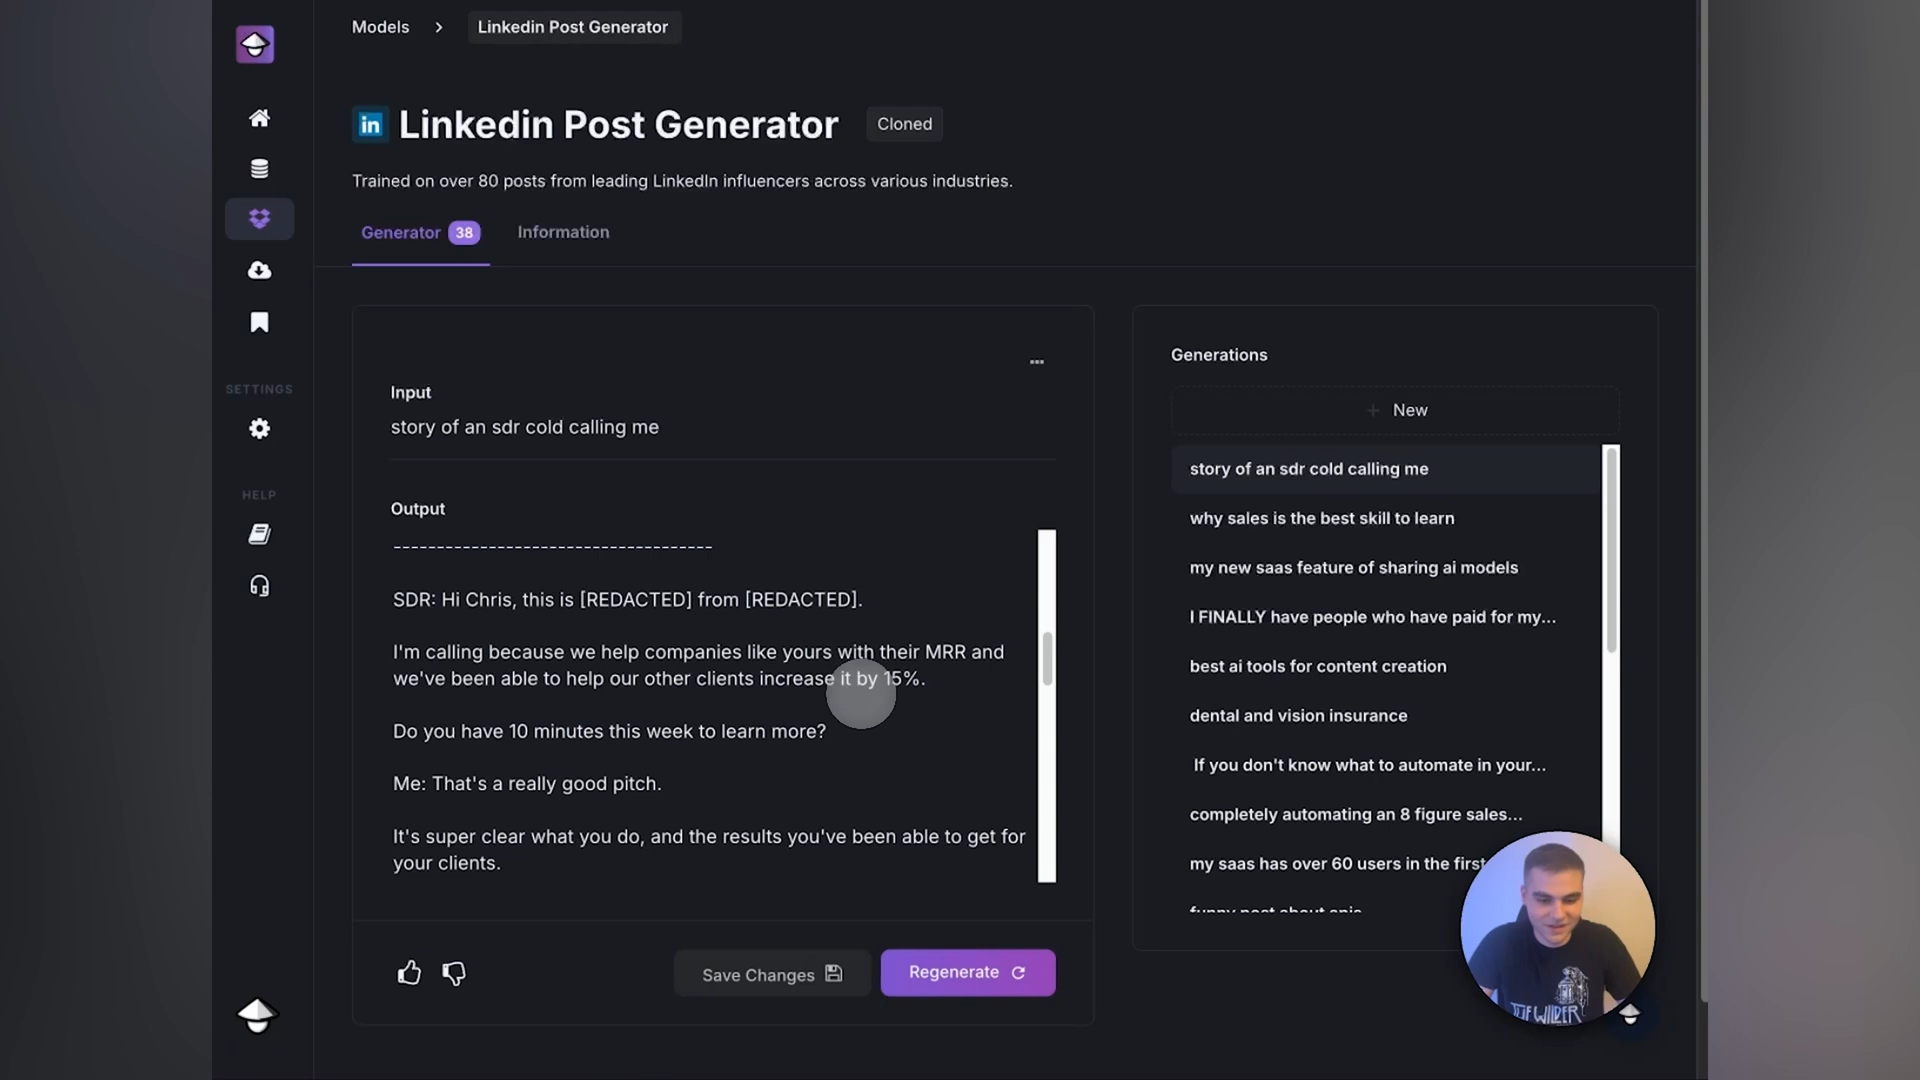 Models
Linkedin Post Generator
in
Linkedin Post Generator
Cloned
Trained on over 80 posts from leading LinkedIn influencers across various industries.
Generator 38
Information
SETTINGS
HELP
...
Input
story of an sdr cold calling me
Output
-------------------------------------
SDR: Hi Chris, this is [REDACTED] from [REDACTED].
I'm calling because we help companies like yours with their MRR and
we've been able to help our other clients increase it by 15%.
Do you have 10 minutes this week to learn more?
Me: That's a really good pitch.
It's super clear what you do, and the results you've been able to get for
your clients.
Save Changes
Regenerate
Generations
+ New
story of an sdr cold calling me
why sales is the best skill to learn
my new saas feature of sharing ai models
I FINALLY have people who have paid for my...
best ai tools for content creation
dental and vision insurance
If you don't know what to automate in your...
completely automating an 8 figure sales...
my saas has over 60 users in the first
funny post about apis